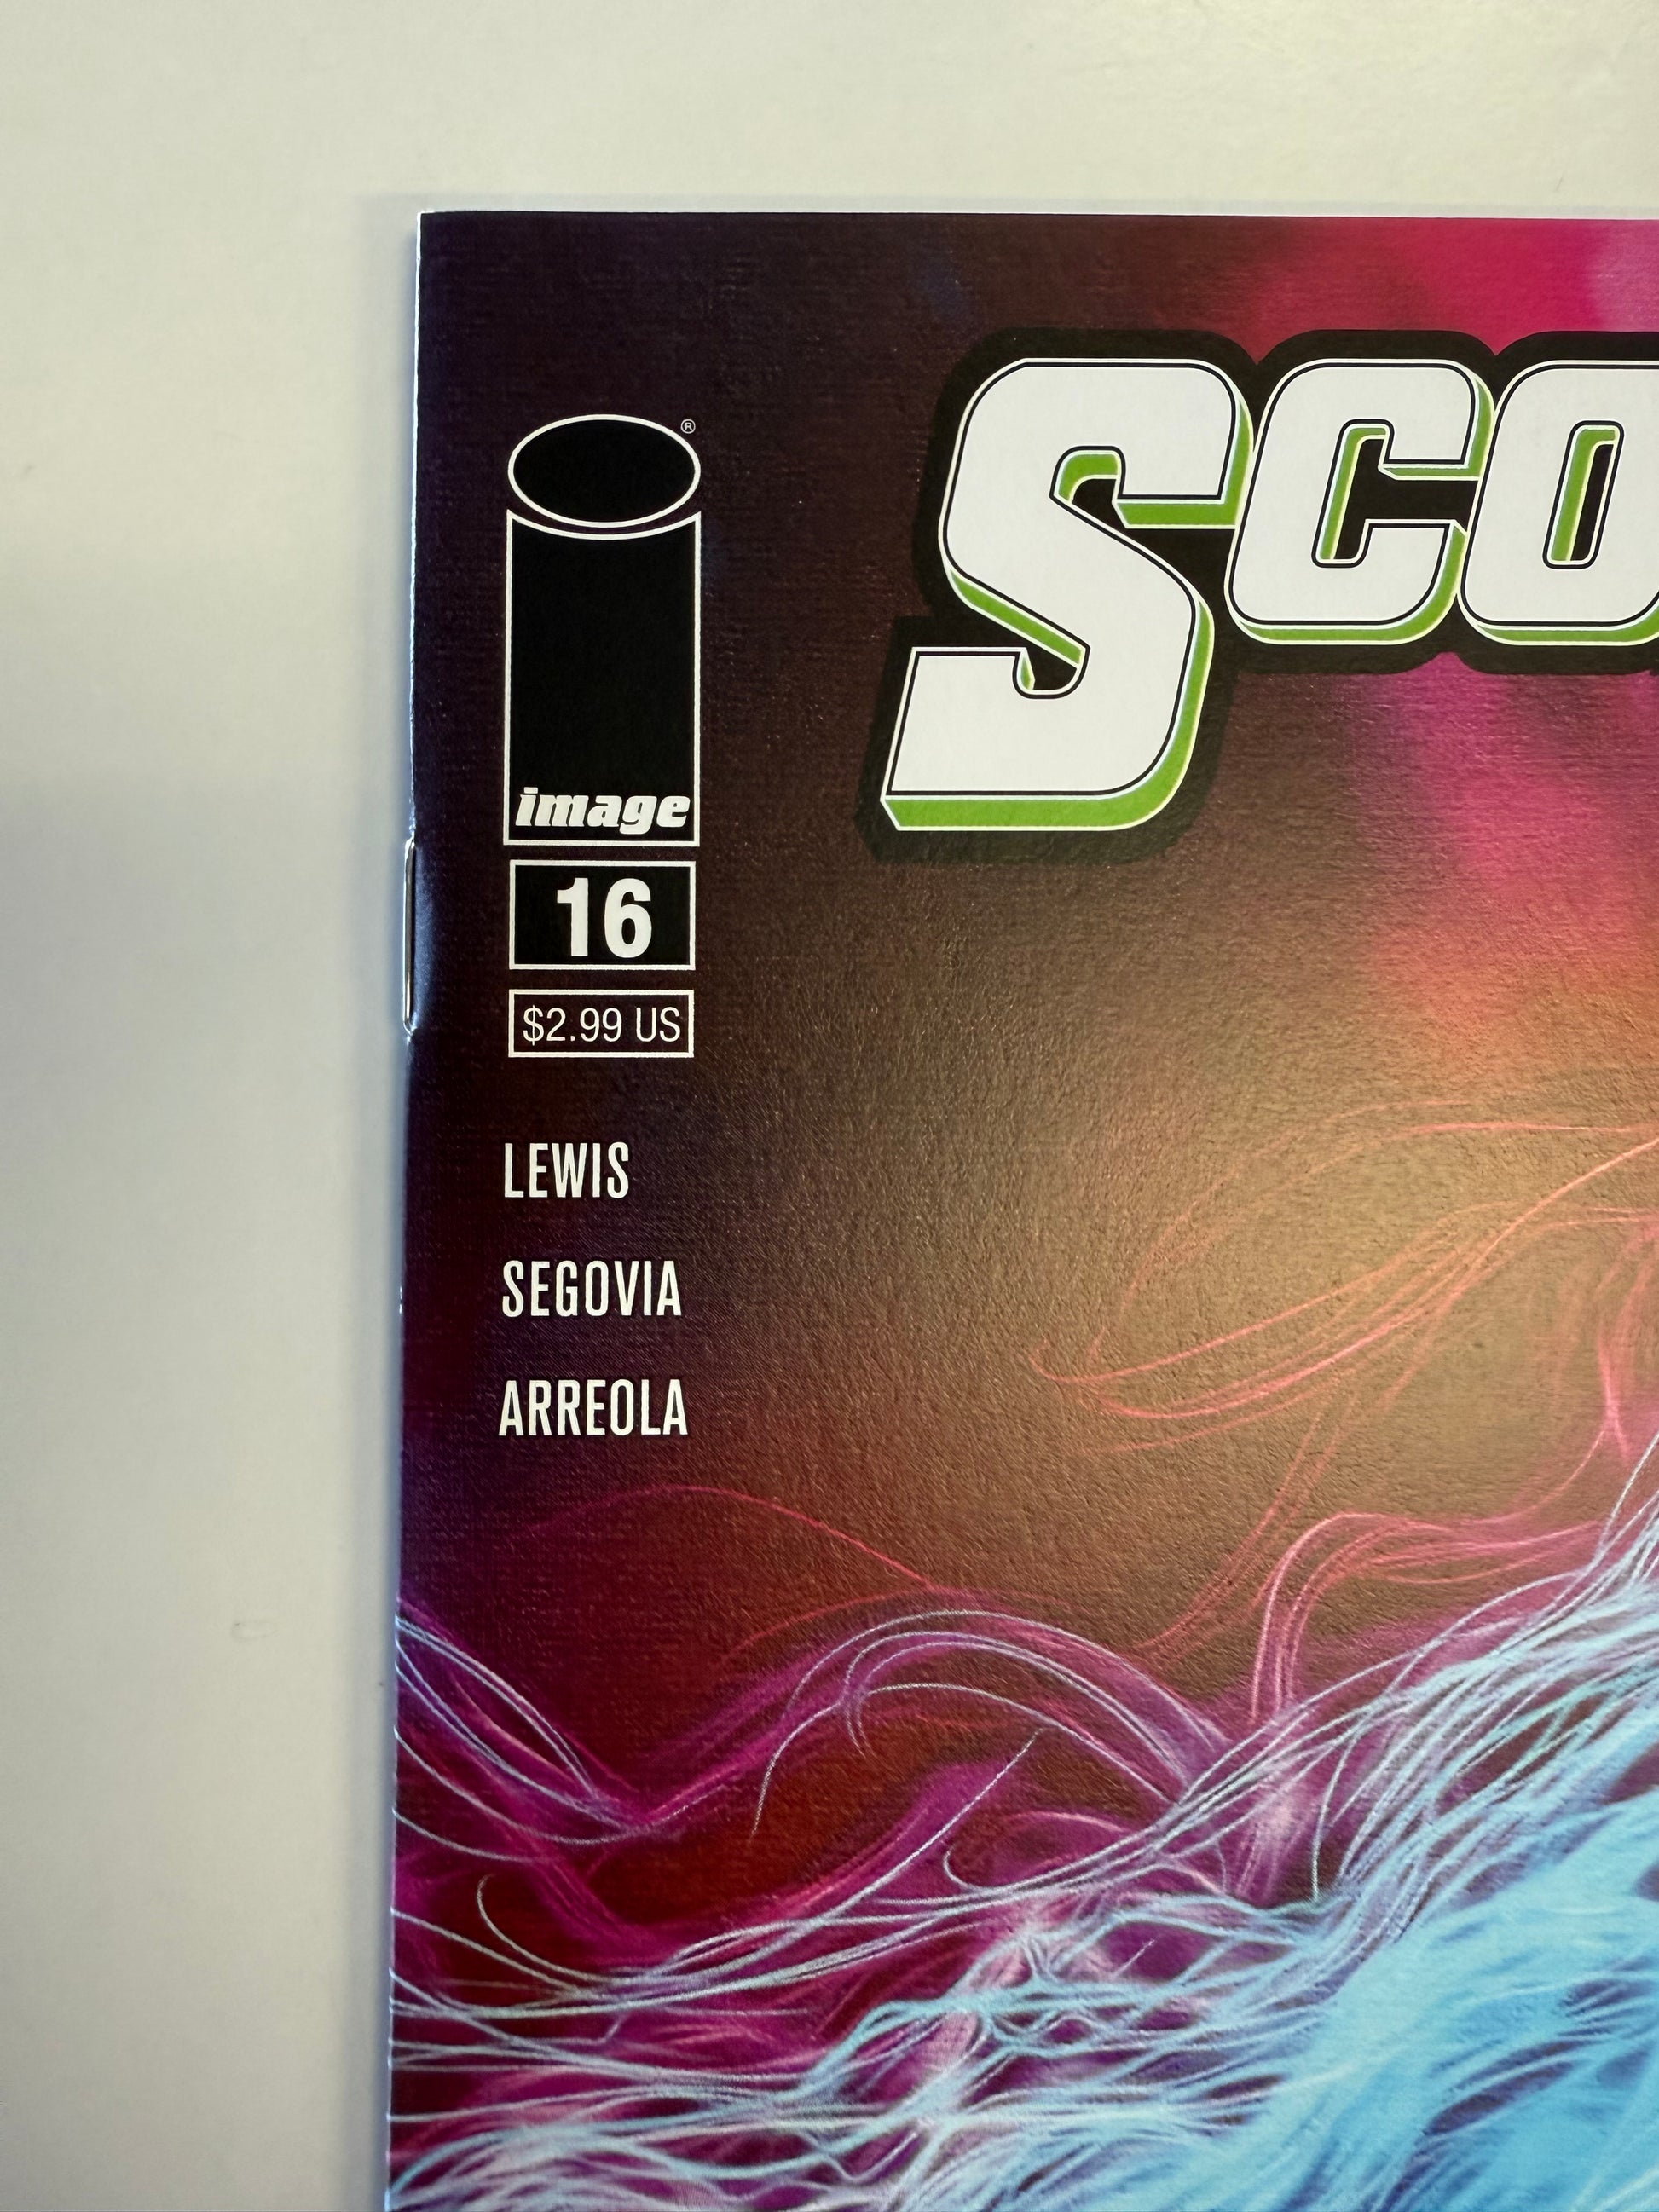 Sco
®
image
16
$2.99 US
LEWIS
SEGOVIA
ARREOLA